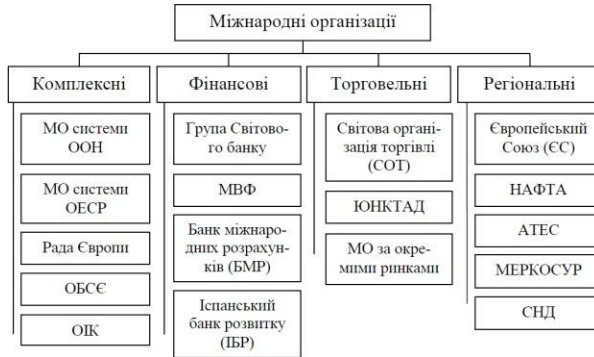 Міжнародні організації
Комплексні
МО системи
ООН
МО системи
ОЕСР
Рада Європи
ОБСЄ
ОІК
Фінансові
Група Світово-
го банку
МВФ
Банк міжнарод-
них розрахун-
ків (БМР)
Іспанський
банк розвитку
(ІБР)
Торговельні
Світова органі-
зація торгівлі
(СОТ)
ЮНКТАД
МО за окре-
мими ринками
Регіональні
Європейський
Союз (ЄС)
НАФТА
АТЕС
МЕРКОСУР
СНД